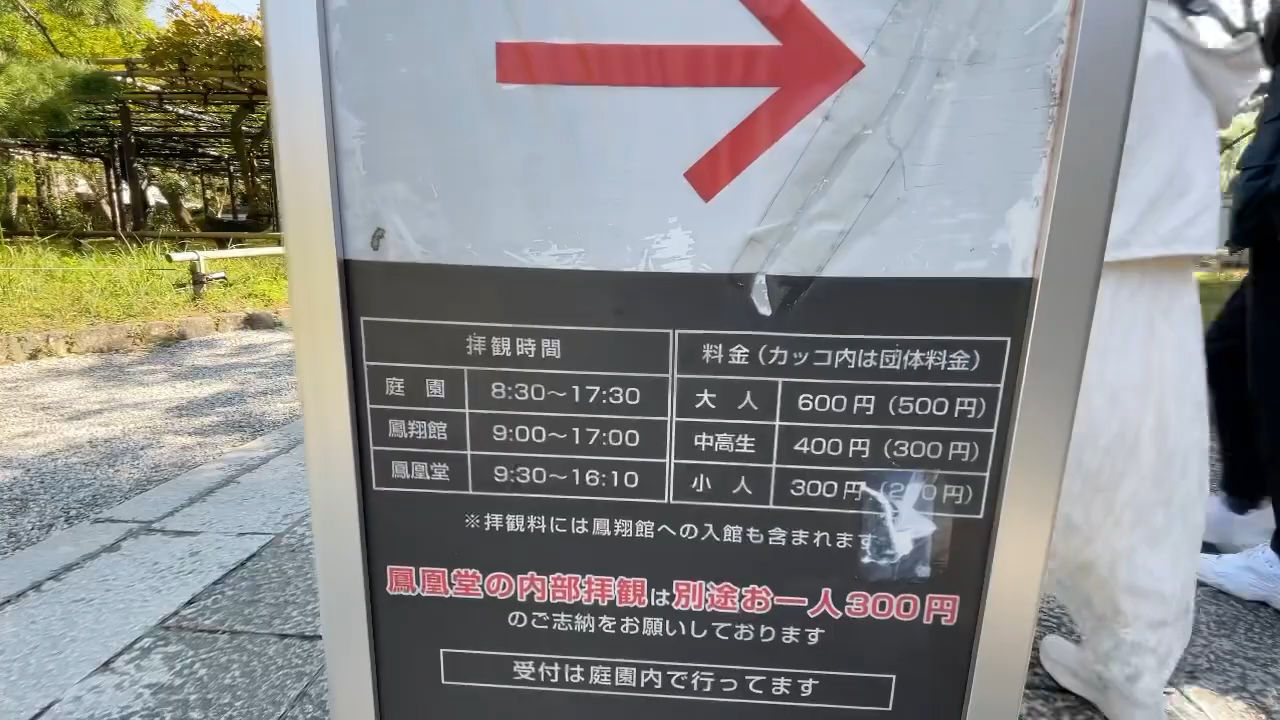 拝観時間
庭園 8:30～17:30
鳳翔館 9:00～17:00
鳳凰堂 9:30～16:10
料金（カッコ内は団体料金）
大人 600円（500円）
中高生 400円（300円）
小人 300円
※拝観料には鳳翔館への入館も含まれます
鳳凰堂の内部拝観は別途お一人300円
のご志納をお願いしております
受付は庭園内で行ってます